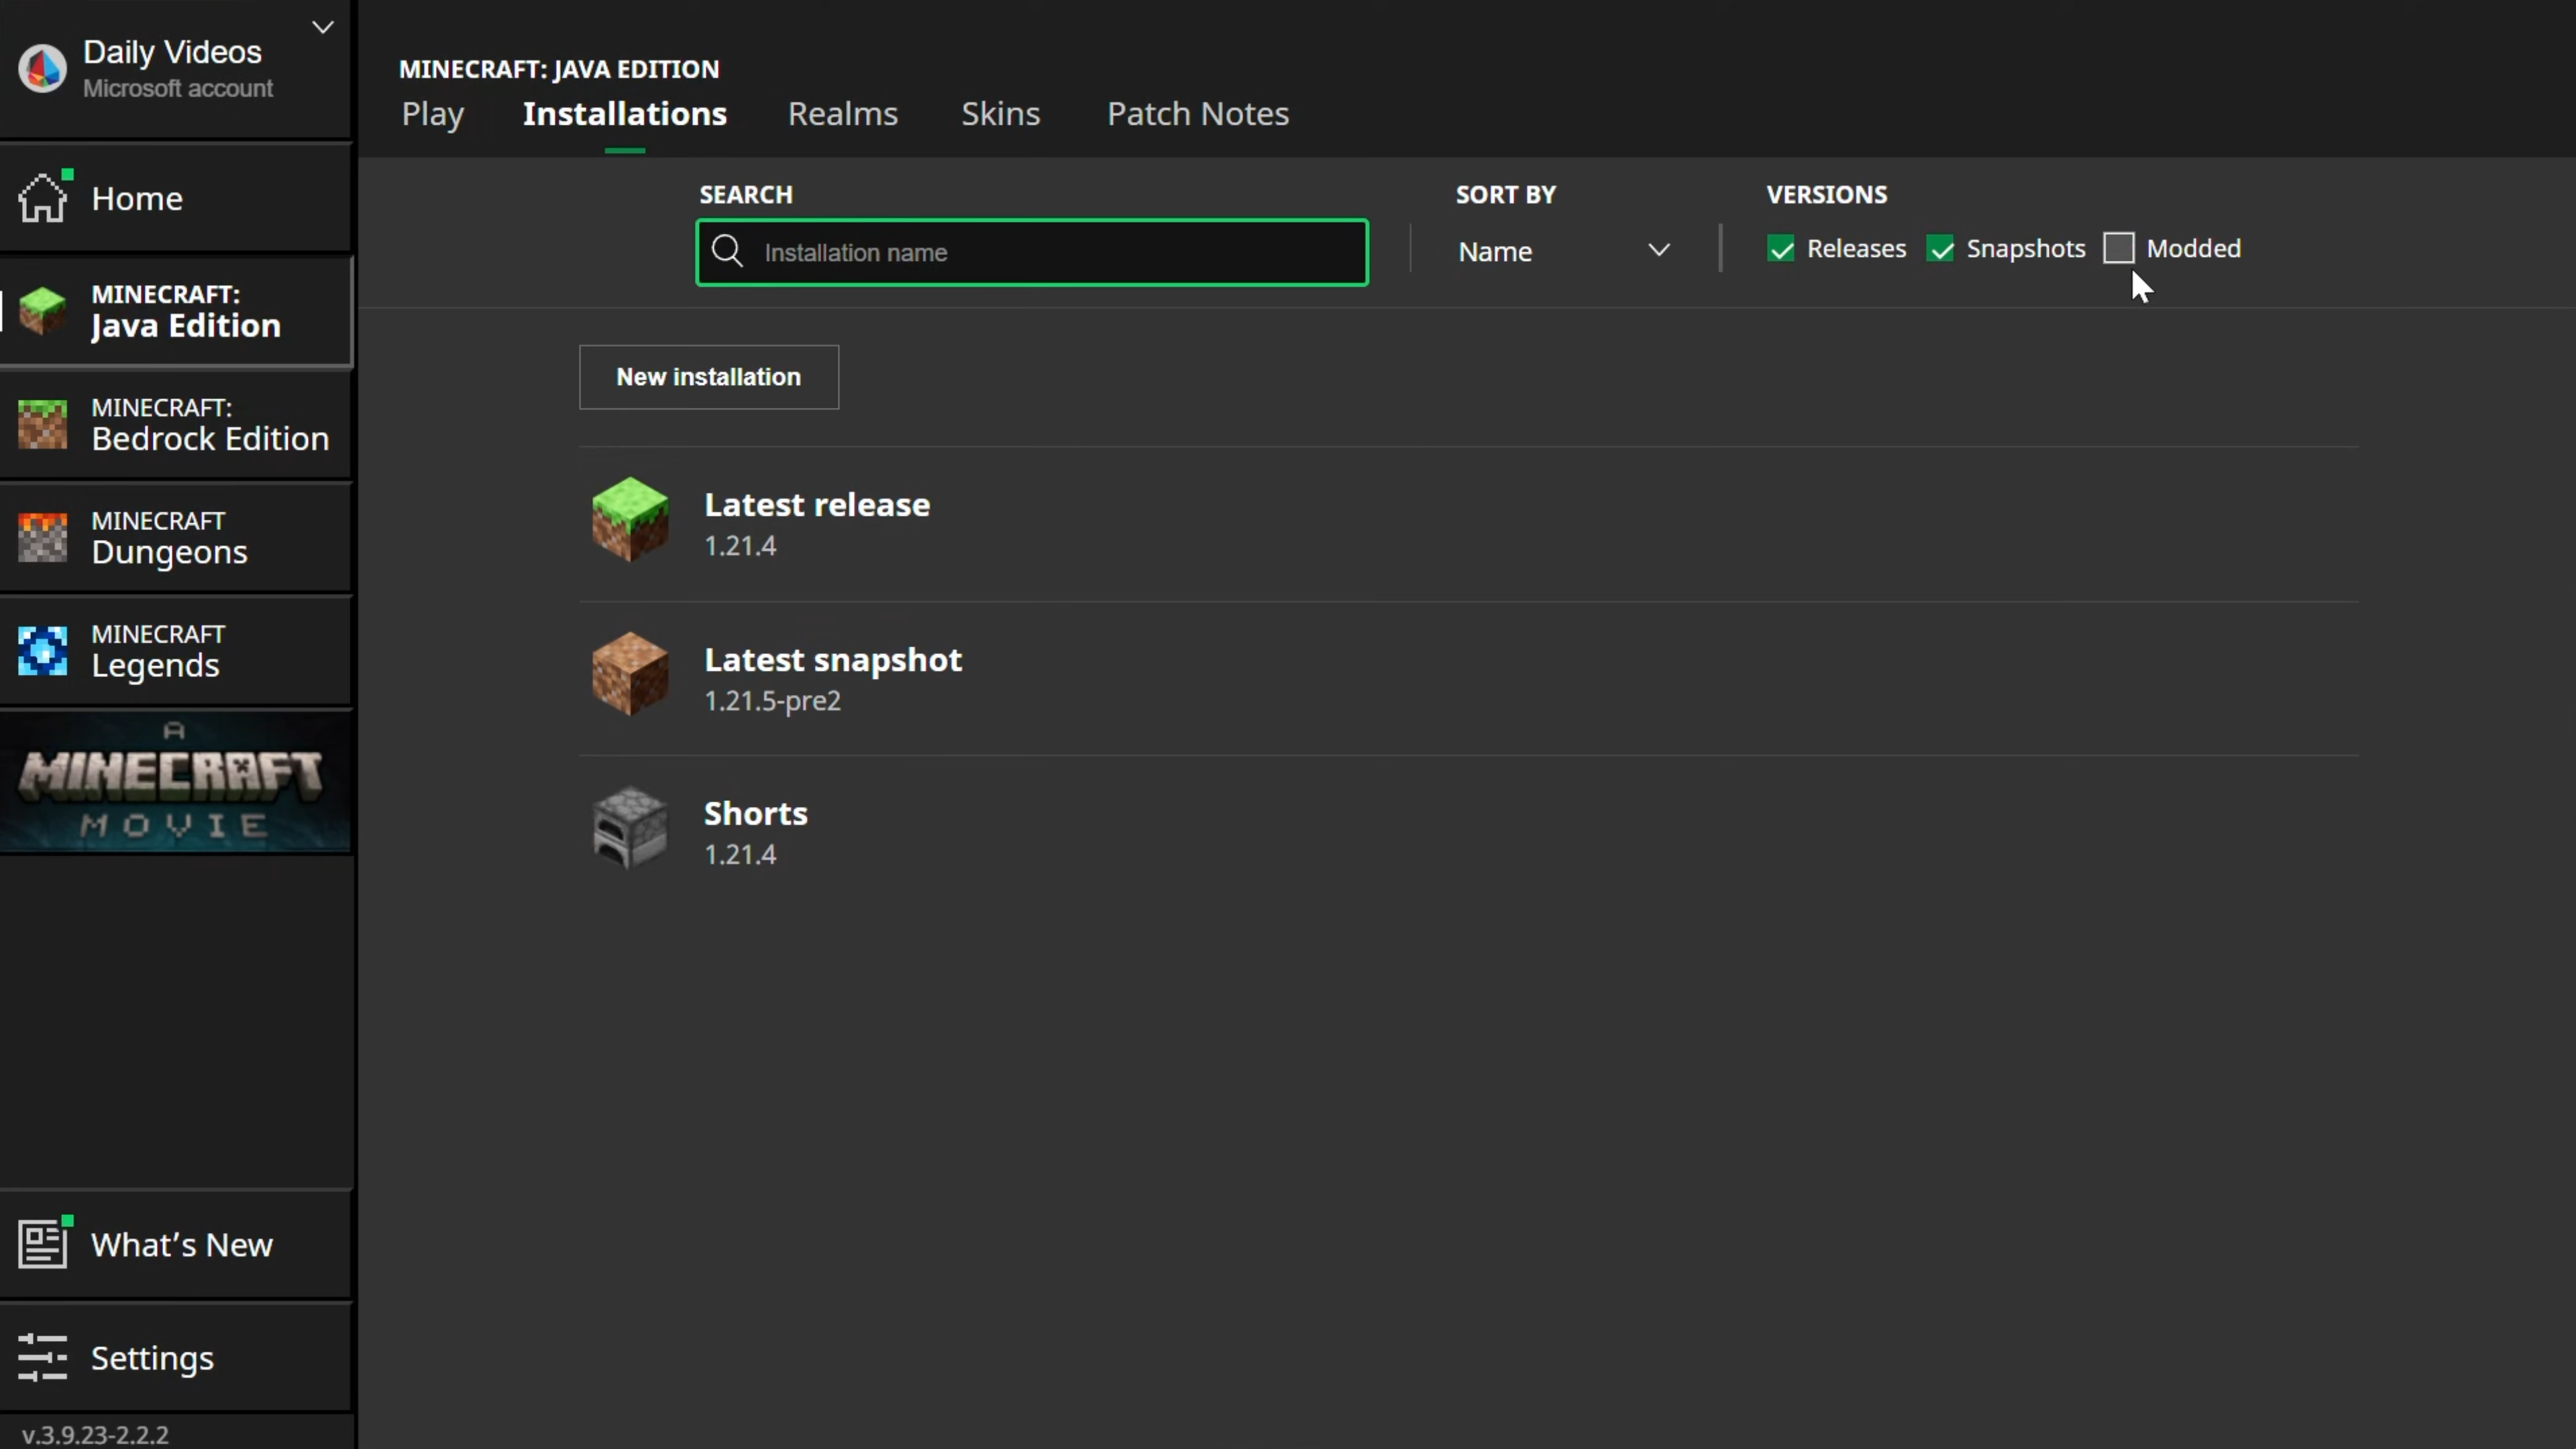 Daily Videos
Microsoft account
Home
MINECRAFT:
Java Edition
MINECRAFT:
Bedrock Edition
MINECRAFT
Dungeons
MINECRAFT
Legends
A
MINECRAFT
MOVIE
What's New
Settings
v.3.9.23-2.2.2
MINECRAFT: JAVA EDITION
Play Installations Realms Skins Patch Notes
SEARCH SORT BY VERSIONS
Installation name Name Releases Snapshots Modded
New installation
Latest release
1.21.4
Latest snapshot
1.21.5-pre2
Shorts
1.21.4